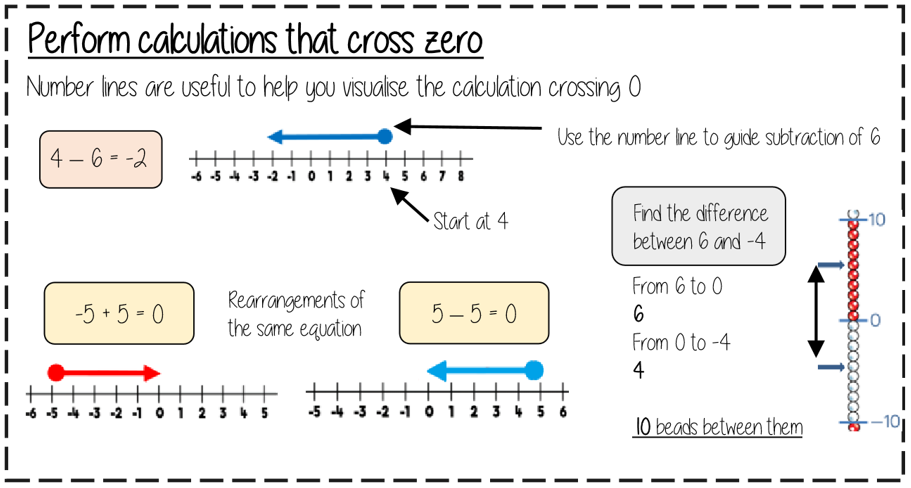 Perform calculations that cross zero
Number lines are useful to help you visualise the calculation crossing 0
4 – 6 = -2
-6 -5 -4 -3 -2 -1 0 1 2 3 4 5 6 7 8
Use the number line to guide subtraction of 6
Start at 4
-5 + 5 = 0
Rearrangements of
the same equation
5 – 5 = 0
-6 -5 -4 -3 -2 -1 0 1 2 3 4 5
-5 -4 -3 -2 -1 0 1 2 3 4 5 6
Find the difference
between 6 and -4
From 6 to 0
6
From 0 to -4
4
10 beads between them
10
0
-10